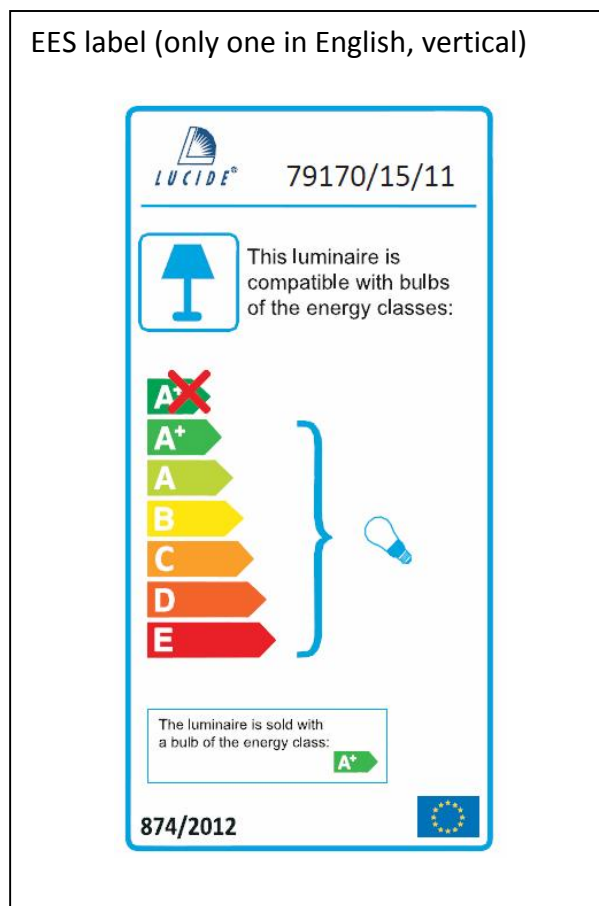 EES label (only one in English, vertical)
LUCIDE®
79170/15/11
This luminaire is
compatible with bulbs
of the energy classes:
A+
A
B
C
D
E
The luminaire is sold with
a bulb of the energy class:
A+
874/2012